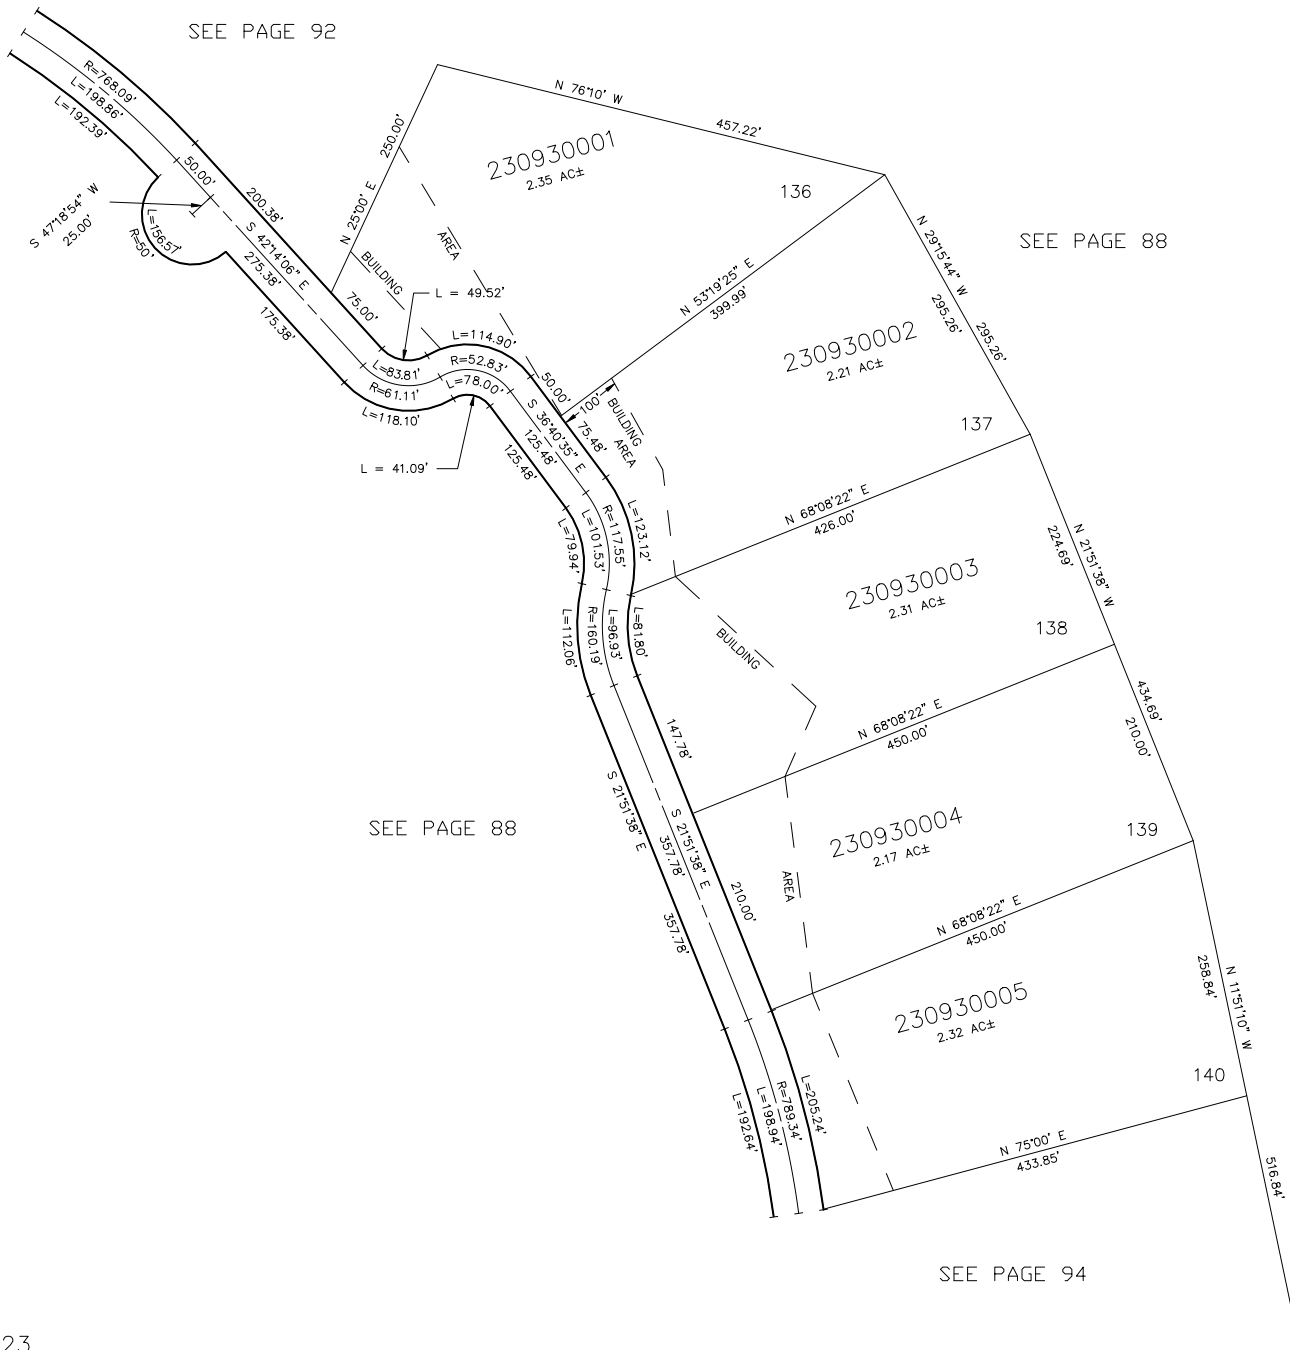 SEE PAGE 92
R=768.09'
L=198.86'
L=192.39'
50.00'
S 47°18'54" W
25.00'
L=156.57'
R=50'
200.38'
S 42°14'06" E
275.38'
175.38'
N 25°00' E
250.00'
N 76°10' W
457.22'
230930001
2.35 AC±
136
BUILDING
AREA
75.00'
L = 49.52'
L=114.90'
L=83.81'
R=52.83'
R=61.11'
L=78.00'
L=118.10'
L = 41.09'
50.00'
100'
S 36°40'35" E
125.48'
125.48'
75.48'
BUILDING
AREA
N 53°19'25" E
399.99'
SEE PAGE 88
N 29°15'44" W
295.26'
295.26'
230930002
2.21 AC±
137
N 68°08'22" E
426.00'
L=123.12'
R=117.55'
L=101.53'
L=79.94'
L=112.06'
R=160.19'
L=96.93'
L=81.80'
230930003
2.31 AC±
138
N 21°51'38" W
224.69'
BUILDING
147.78'
N 68°08'22" E
450.00'
434.69'
210.00'
SEE PAGE 88
S 21°51'38" E
357.78'
S 21°51'38" E
357.78'
210.00'
AREA
230930004
2.17 AC±
139
N 68°08'22" E
450.00'
258.84'
N 11°51'10" W
230930005
2.32 AC±
140
L=192.64'
L=198.94'
R=789.34'
L=205.24'
N 75°00' E
433.85'
516.84'
SEE PAGE 94
23